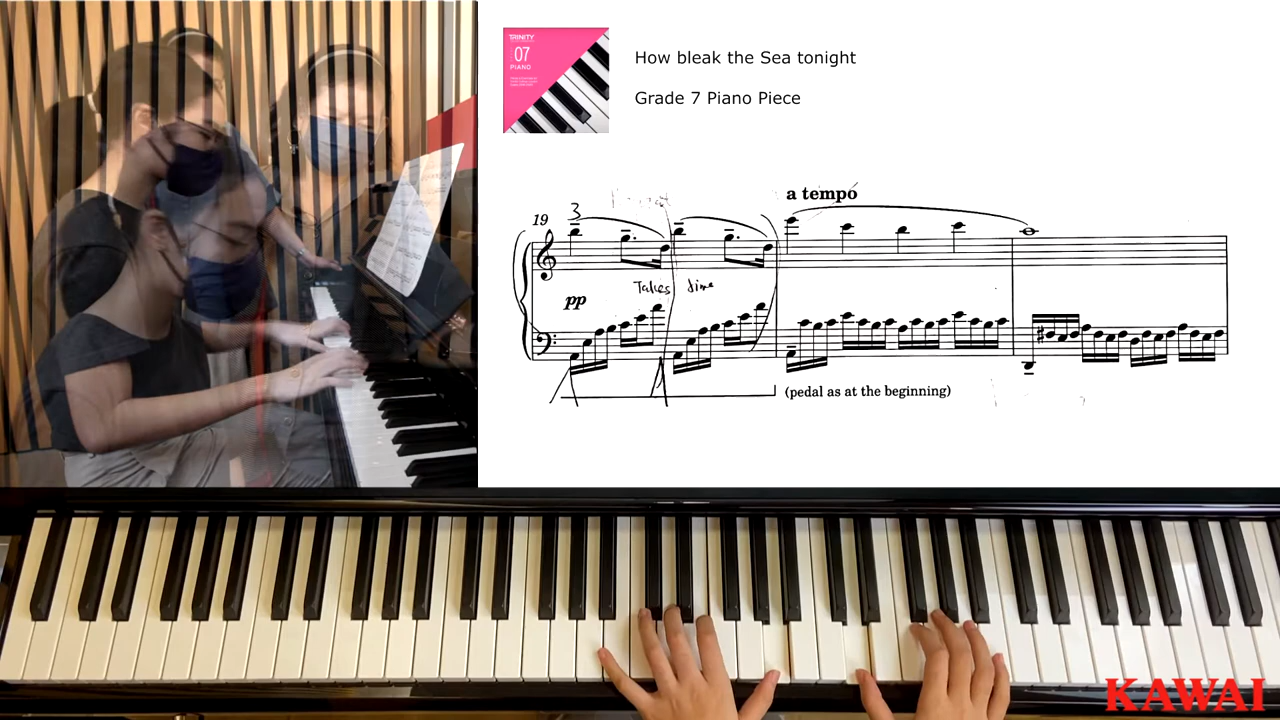 TRINITY
07
PIANO
How bleak the Sea tonight
Grade 7 Piano Piece
a tempo
19
3
pp
Takes time
(pedal as at the beginning)
KAWAI